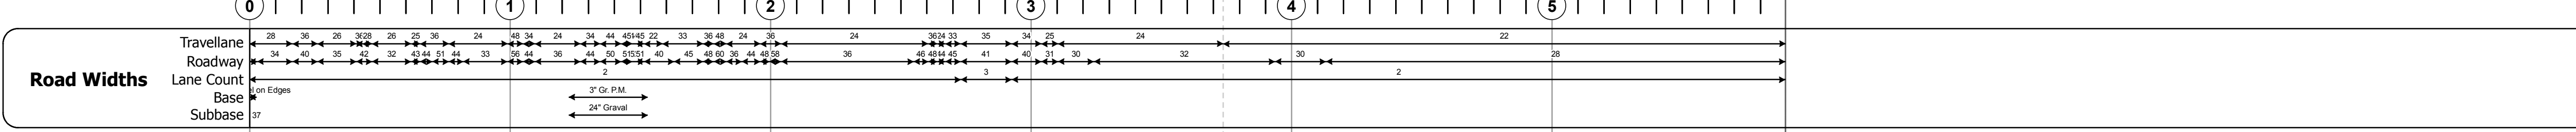 0 1 2 3 4 5
Travellane 28 36 26 36 28 26 25 36 24 48 34 24 34 44 45 45 22 33 36 48 24 36 24 36 24 33 35 34 25 24 22
Roadway 34 40 35 42 32 43 44 51 44 33 56 44 36 44 50 51 51 40 45 48 60 36 44 48 58 36 46 48 44 45 41 40 31 30 32 30 28
Road Widths
Lane Count 2 3 2
on Edges
Base 3" Gr. P.M.
Subbase 37 24" Graval